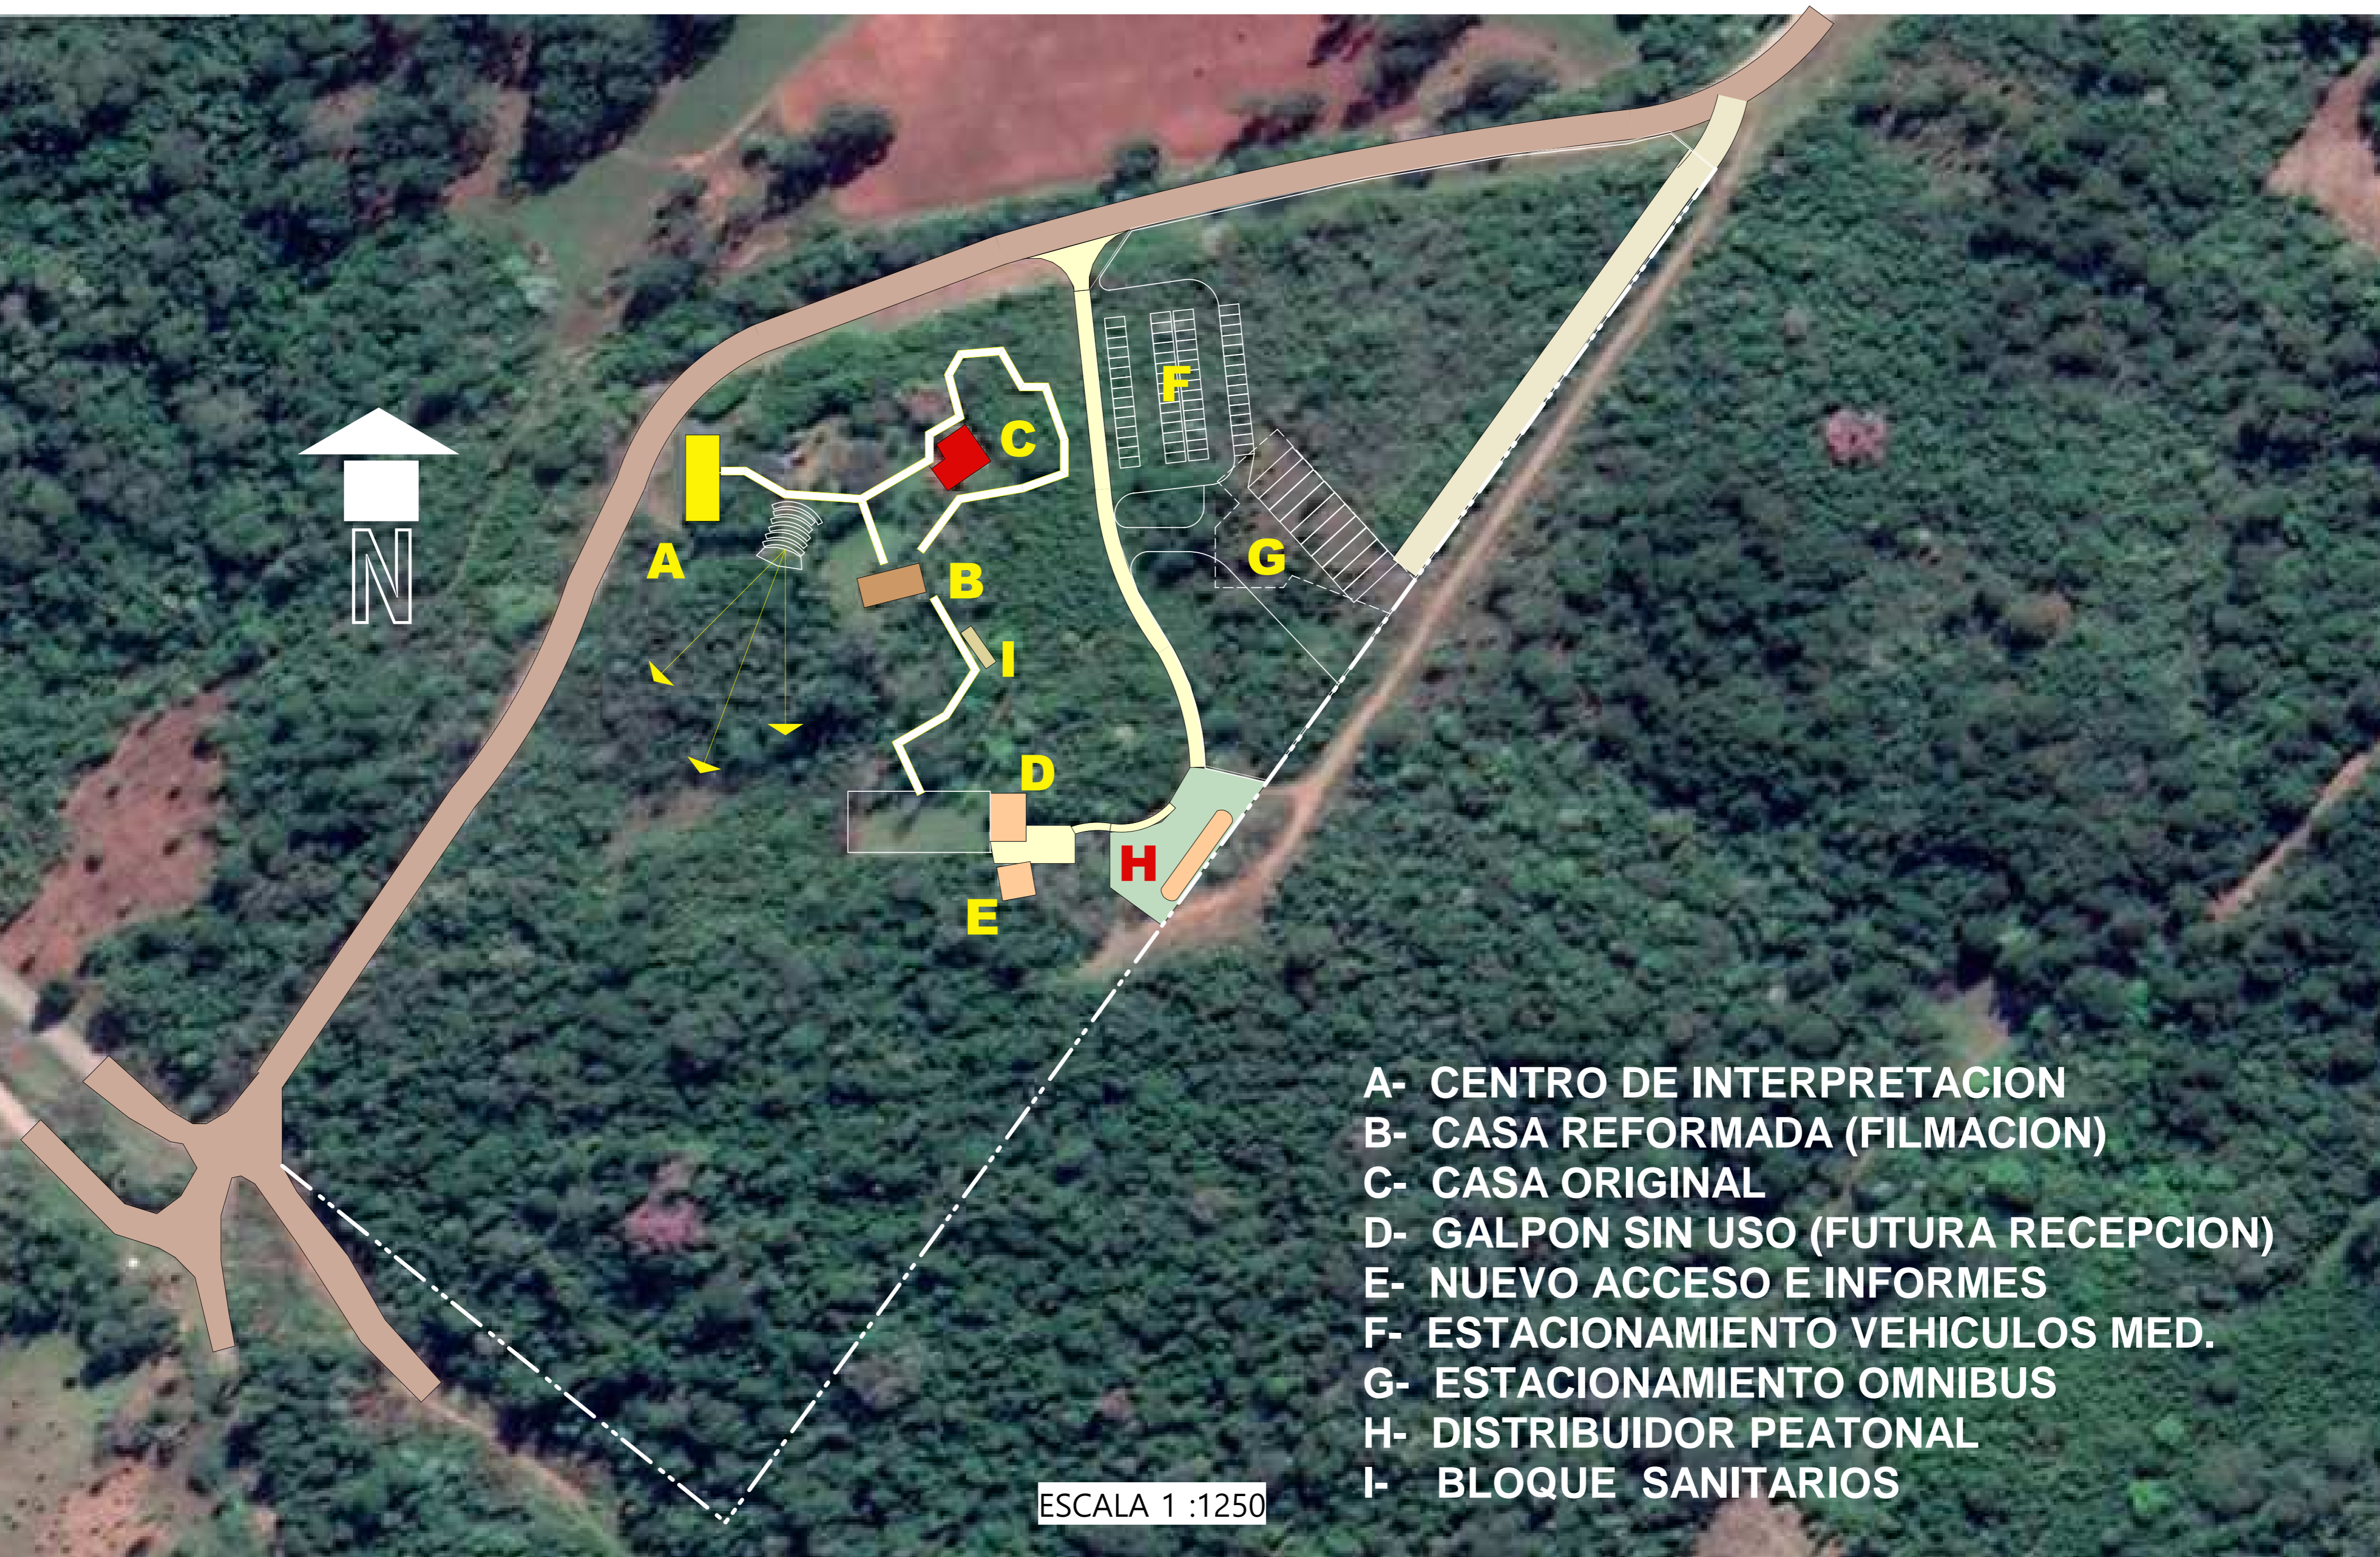 F
C
A
G
B
N
I
D
H
E
A- CENTRO DE INTERPRETACION
B- CASA REFORMADA (FILMACION)
C- CASA ORIGINAL
D- GALPON SIN USO (FUTURA RECEPCION)
E- NUEVO ACCESO E INFORMES
F- ESTACIONAMIENTO VEHICULOS MED.
G- ESTACIONAMIENTO OMNIBUS
H- DISTRIBUIDOR PEATONAL
I- BLOQUE SANITARIOS
ESCALA 1 :1250